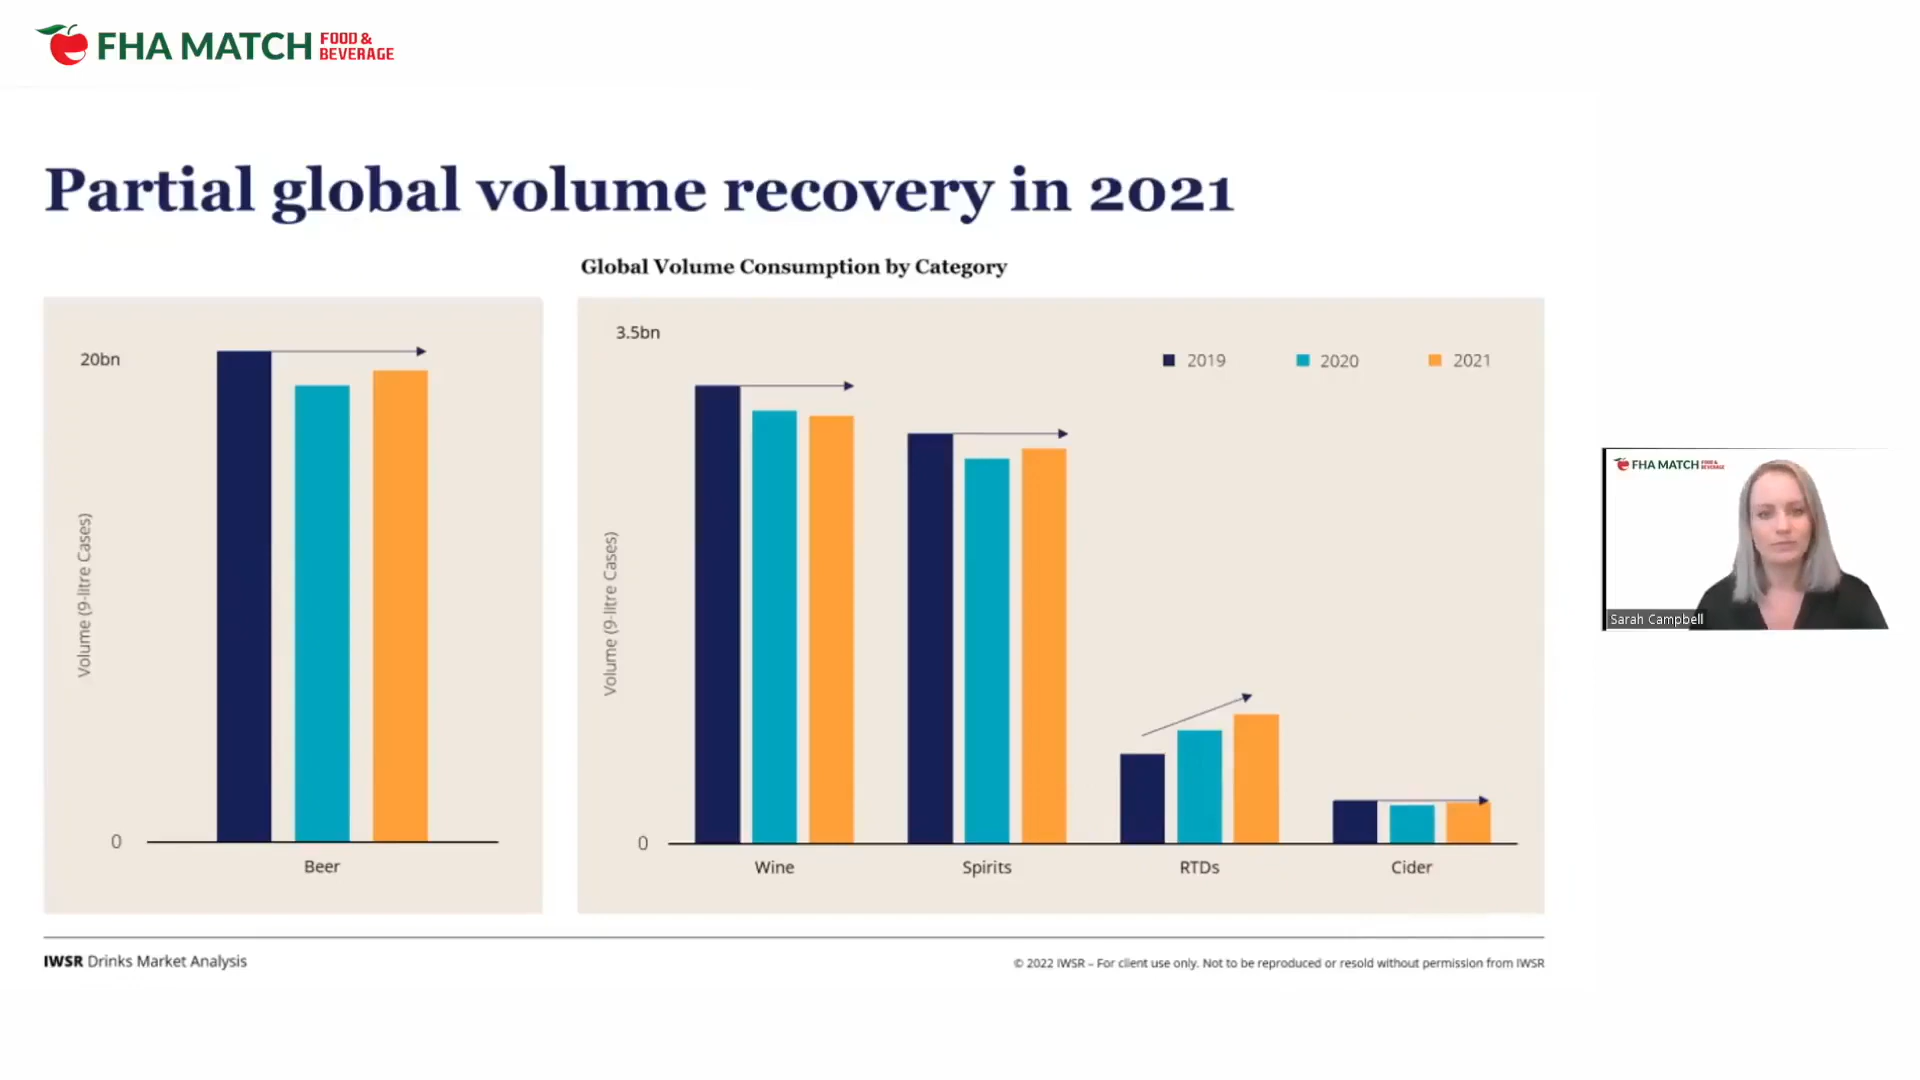 FHA MATCH FOOD & BEVERAGE
Partial global volume recovery in 2021
Global Volume Consumption by Category
20bn
Volume (9-litre Cases)
0
Beer
3.5bn
2019
2020
2021
Volume (9-litre Cases)
0
Wine
Spirits
RTDs
Cider
FHA MATCH FOOD & BEVERAGE
Sarah Campbell
IWSR Drinks Market Analysis
© 2022 IWSR – For client use only. Not to be reproduced or resold without permission from IWSR